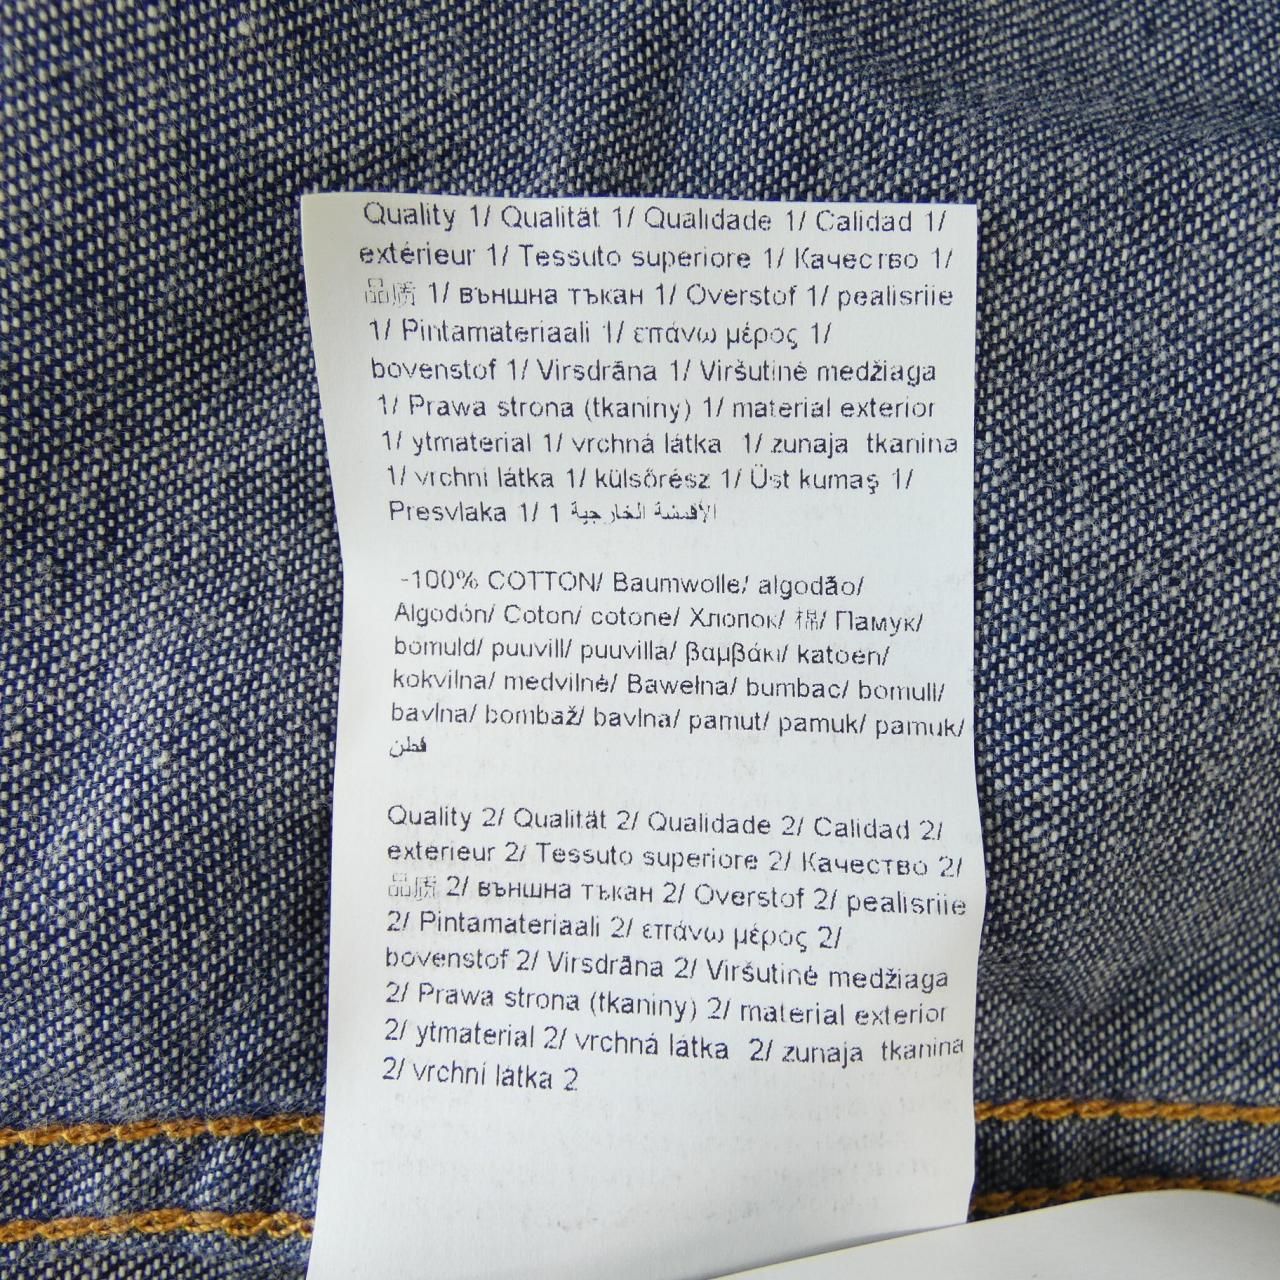 Quality 1/ Qualität 1/ Qualidade 1/ Calidad 1/
extérieur 1/ Tessuto superiore 1/ Качество 1/
品质 1/ външна тъкан 1/ Overstof 1/ pealisriie
1/ Pintamateriaali 1/ επάνω μέρος 1/
bovenstof 1/ Virsdrāna 1/ Viršutinė medžiaga
1/ Prawa strona (tkaniny) 1/ material exterior
1/ ytmaterial 1/ vrchná látka 1/ zunaja tkanina
1/ vrchní látka 1/ külsőrész 1/ Üst kumaş 1/
Presvlaka 1/ 1 الأقمشة الخارجية
-100% COTTON/ Baumwolle/ algodão/
Algodón/ Coton/ cotone/ Хлопок/ 棉/ Памук/
bomuld/ puuvill/ puuvilla/ βαμβάκι/ katoen/
kokvilna/ medvilnė/ Bawełna/ bumbac/ bomull/
bavlna/ bombaž/ bavlna/ pamut/ pamuk/ pamuk/
قطن
Quality 2/ Qualität 2/ Qualidade 2/ Calidad 2/
exterieur 2/ Tessuto superiore 2/ Качество 2/
品质 2/ външна тъкан 2/ Overstof 2/ pealisriie
2/ Pintamateriaali 2/ επάνω μέρος 2/
bovenstof 2/ Virsdrāna 2/ Viršutinė medžiaga
2/ Prawa strona (tkaniny) 2/ material exterior
2/ ytmaterial 2/ vrchná látka 2/ zunaja tkanina
2/ vrchní látka 2